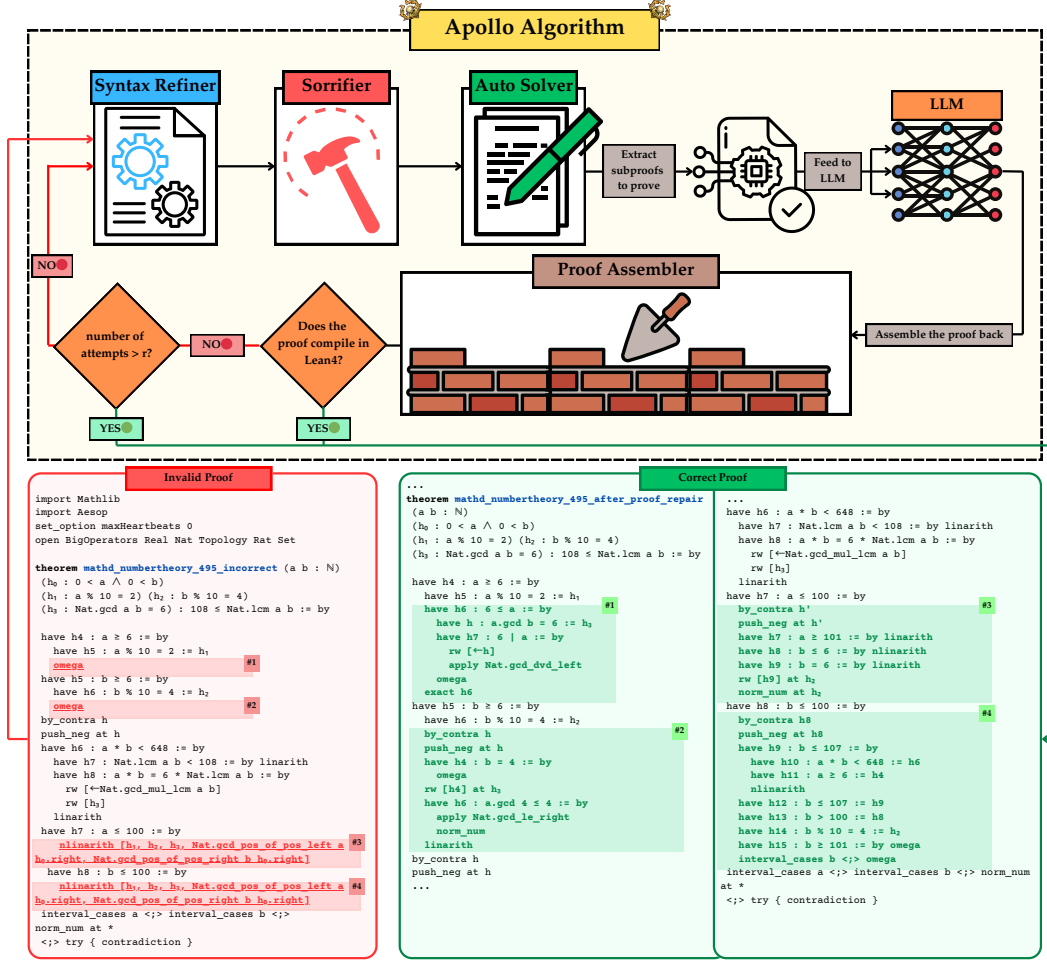 Apollo Algorithm
Syntax Refiner
Sorrifier
Auto Solver
LLM
Extract
subproofs
to prove
Feed to
LLM
NO
Proof Assembler
number of
attempts > r?
NO
Does the
proof compile in
Lean4?
Assemble the proof back
YES
YES
Invalid Proof
import Mathlib
import Aesop
set_option maxHeartbeats 0
open BigOperators Real Nat Topology Rat Set
theorem mathd_numbertheory_495_incorrect (a b : ℕ)
(h₀ : 0 < a ∧ 0 < b)
(h₁ : a % 10 = 2) (h₂ : b % 10 = 4)
(h₃ : Nat.gcd a b = 6) : 108 ≤ Nat.lcm a b := by
have h4 : a ≥ 6 := by
have h5 : a % 10 = 2 := h₁
omega
#1
have h5 : b ≥ 6 := by
have h6 : b % 10 = 4 := h₂
omega
#2
by_contra h
push_neg at h
have h6 : a * b < 648 := by
have h7 : Nat.lcm a b < 108 := by linarith
have h8 : a * b = 6 * Nat.lcm a b := by
rw [←Nat.gcd_mul_lcm a b]
rw [h₃]
linarith
have h7 : a ≤ 100 := by
nlinarith [h₁, h₂, h₃, Nat.gcd_pos_of_pos_left a
h₀.right, Nat.gcd_pos_of_pos_right b h₀.right]
#3
have h8 : b ≤ 100 := by
nlinarith [h₁, h₂, h₃, Nat.gcd_pos_of_pos_left a
h₀.right, Nat.gcd_pos_of_pos_right b h₀.right]
#4
interval_cases a <;> interval_cases b <;>
norm_num at *
<;> try { contradiction }
Correct Proof
...
theorem mathd_numbertheory_495_after_proof_repair
(a b : ℕ)
(h₀ : 0 < a ∧ 0 < b)
(h₁ : a % 10 = 2) (h₂ : b % 10 = 4)
(h₃ : Nat.gcd a b = 6) : 108 ≤ Nat.lcm a b := by
have h4 : a ≥ 6 := by
have h5 : a % 10 = 2 := h₁
have h6 : 6 ≤ a := by
#1
have h : a.gcd b = 6 := h₃
have h7 : 6 | a := by
rw [←h]
apply Nat.gcd_dvd_left
omega
exact h6
have h5 : b ≥ 6 := by
have h6 : b % 10 = 4 := h₂
by_contra h
#2
push_neg at h
have h4 : b = 4 := by
omega
rw [h4] at h₃
have h6 : a.gcd 4 ≤ 4 := by
apply Nat.gcd_le_right
norm_num
linarith
by_contra h
push_neg at h
...
...
have h6 : a * b < 648 := by
have h7 : Nat.lcm a b < 108 := by linarith
have h8 : a * b = 6 * Nat.lcm a b := by
rw [←Nat.gcd_mul_lcm a b]
rw [h₃]
linarith
have h7 : a ≤ 100 := by
by_contra h'
#3
push_neg at h'
have h7 : a ≥ 101 := by linarith
have h8 : b ≤ 6 := by nlinarith
have h9 : b = 6 := by linarith
rw [h9] at h₂
norm_num at h₂
have h8 : b ≤ 100 := by
#4
by_contra h8
push_neg at h8
have h9 : b ≤ 107 := by
have h10 : a * b < 648 := h6
have h11 : a ≥ 6 := h4
nlinarith
have h12 : b ≤ 107 := h9
have h13 : b > 100 := h8
have h14 : b % 10 = 4 := h₂
have h15 : b ≥ 101 := by omega
interval_cases b <;> omega
interval_cases a <;> interval_cases b <;> norm_num
at *
<;> try { contradiction }